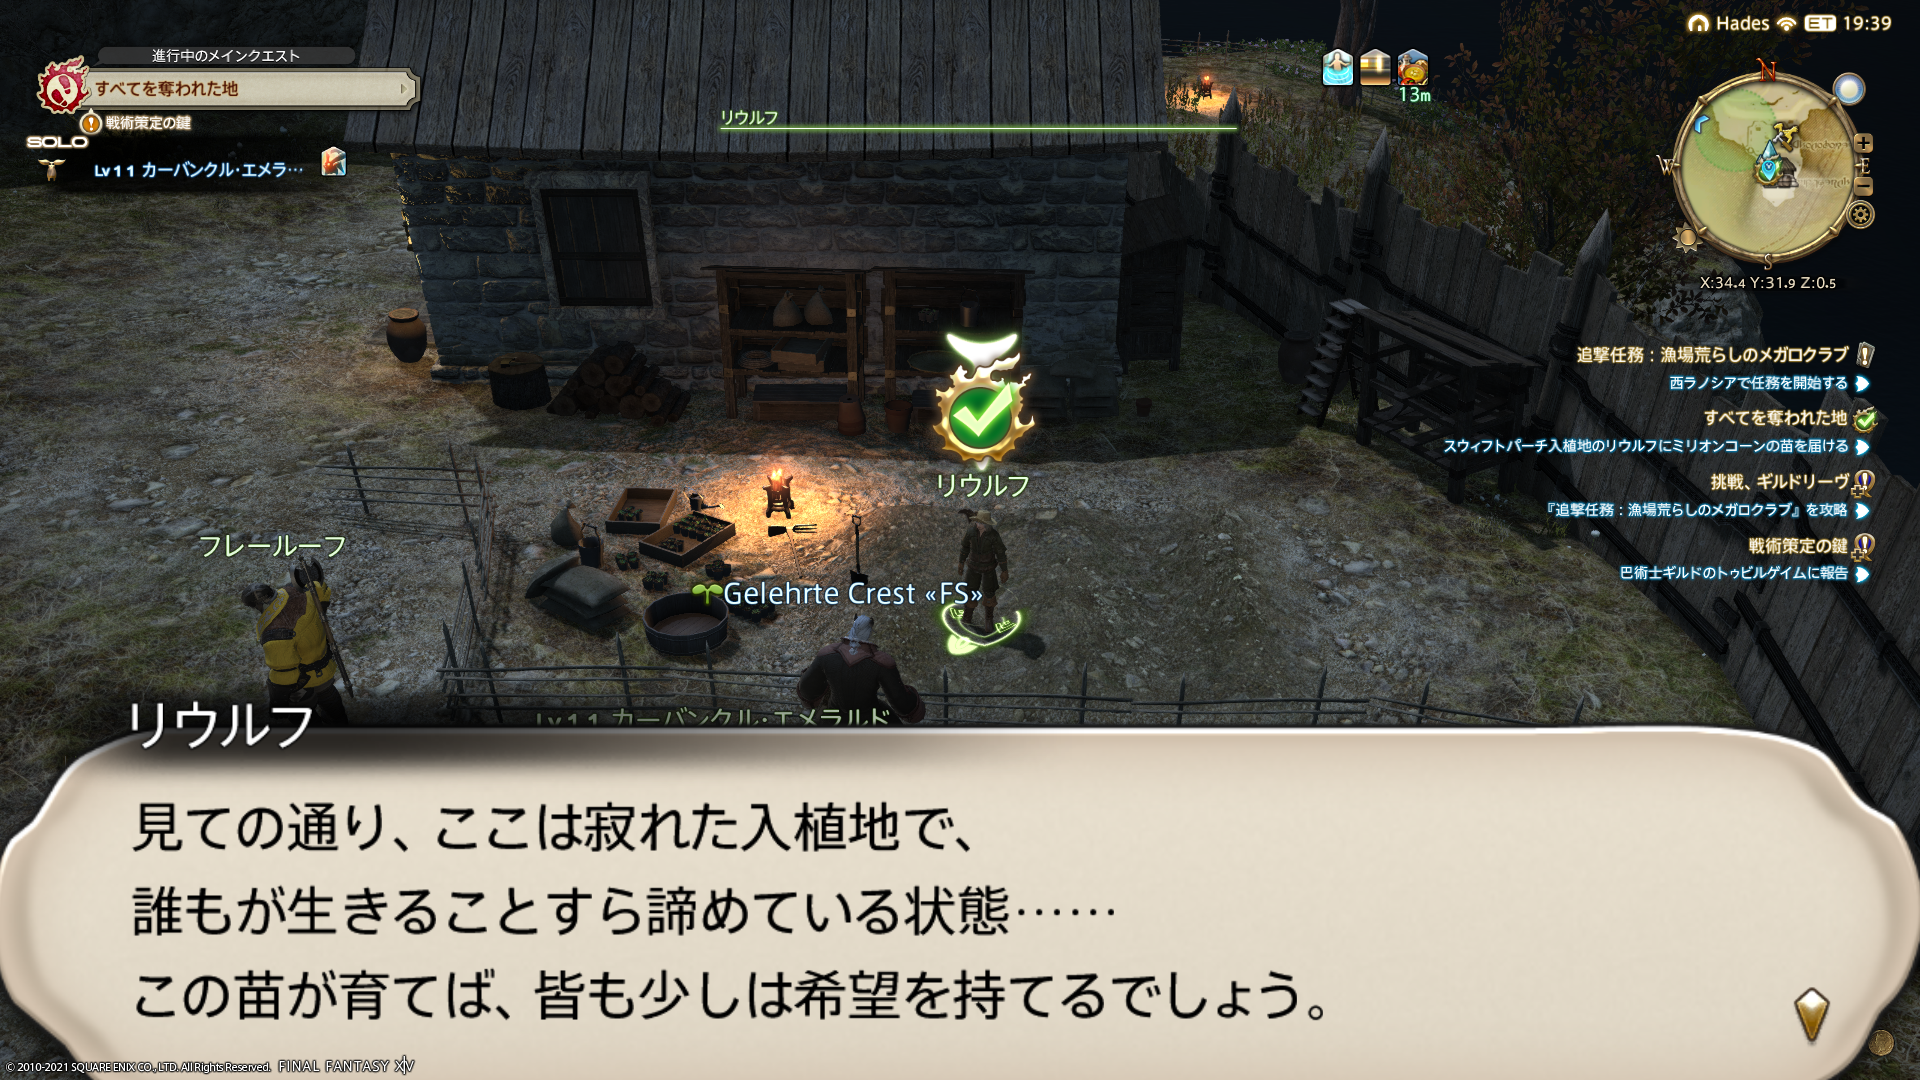 進行中のメインクエスト
すべてを奪われた地
戦術策定の鍵
SOLO
Lv11 カーバンクル・エメラ…
リウルフ
13m
Hades ET 19:39
N
W
E
S
X:34.4 Y:31.9 Z:0.5
追撃任務：漁場荒らしのメガロクラブ
西ラノシアで任務を開始する
すべてを奪われた地
スウィフトパーチ入植地のリウルフにミリオンコーンの苗を届ける
挑戦、ギルドリーヴ
『追撃任務：漁場荒らしのメガロクラブ』を攻略
戦術策定の鍵
巴術士ギルドのトゥビルゲイムに報告
リウルフ
フレールーフ
Gelehrte Crest «FS»
Lv11 カーバンクル・エメラルド
リウルフ
見ての通り、ここは寂れた入植地で、
誰もが生きることすら諦めている状態……
この苗が育てば、皆も少しは希望を持てるでしょう。
© 2010-2021 SQUARE ENIX CO., LTD. All Rights Reserved. FINAL FANTASY XIV